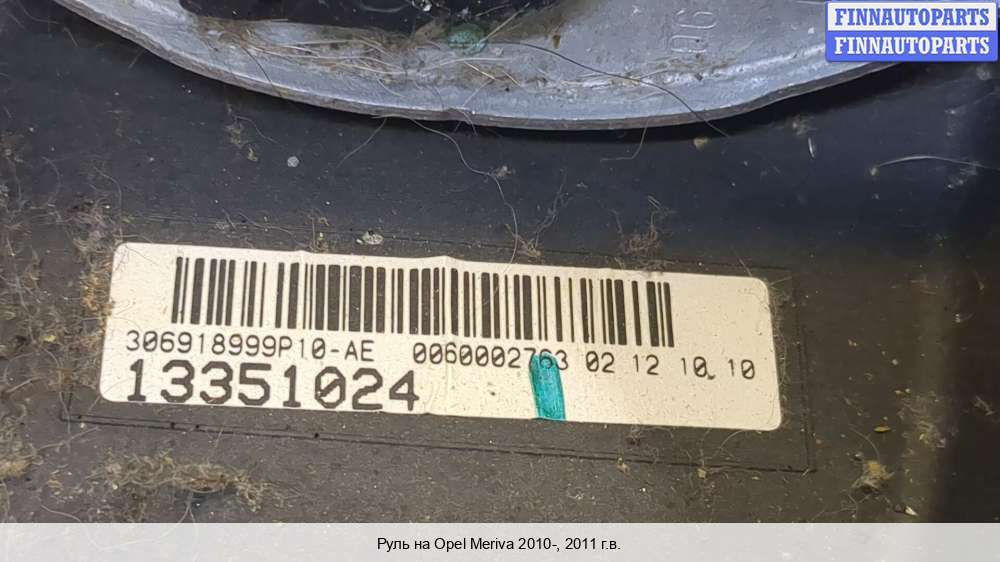 FINNAUTOPARTS
FINNAUTOPARTS
306918999P10-AE 0060002763 02 12 10 10
13351024
Руль на Opel Meriva 2010-, 2011 г.в.